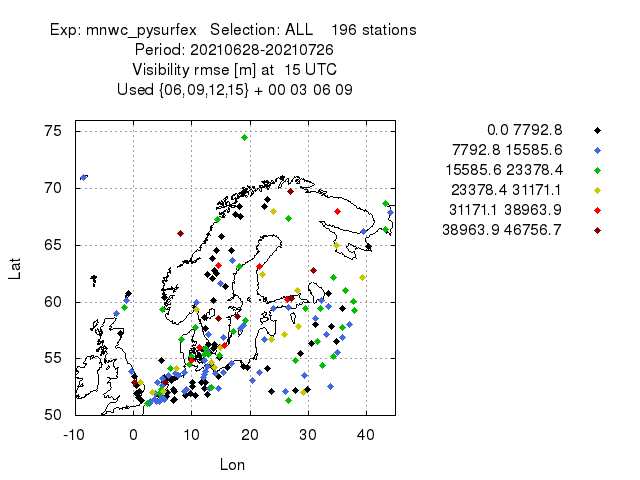 Exp: mnwc_pysurfex   Selection: ALL    196 stations
Period: 20210628-20210726
Visibility rmse [m] at  15 UTC
Used {06,09,12,15} + 00 03 06 09
75
70
65
60
55
50
-10 0 10 20 30 40
Lat
Lon
0.0 7792.8
7792.8 15585.6
15585.6 23378.4
23378.4 31171.1
31171.1 38963.9
38963.9 46756.7